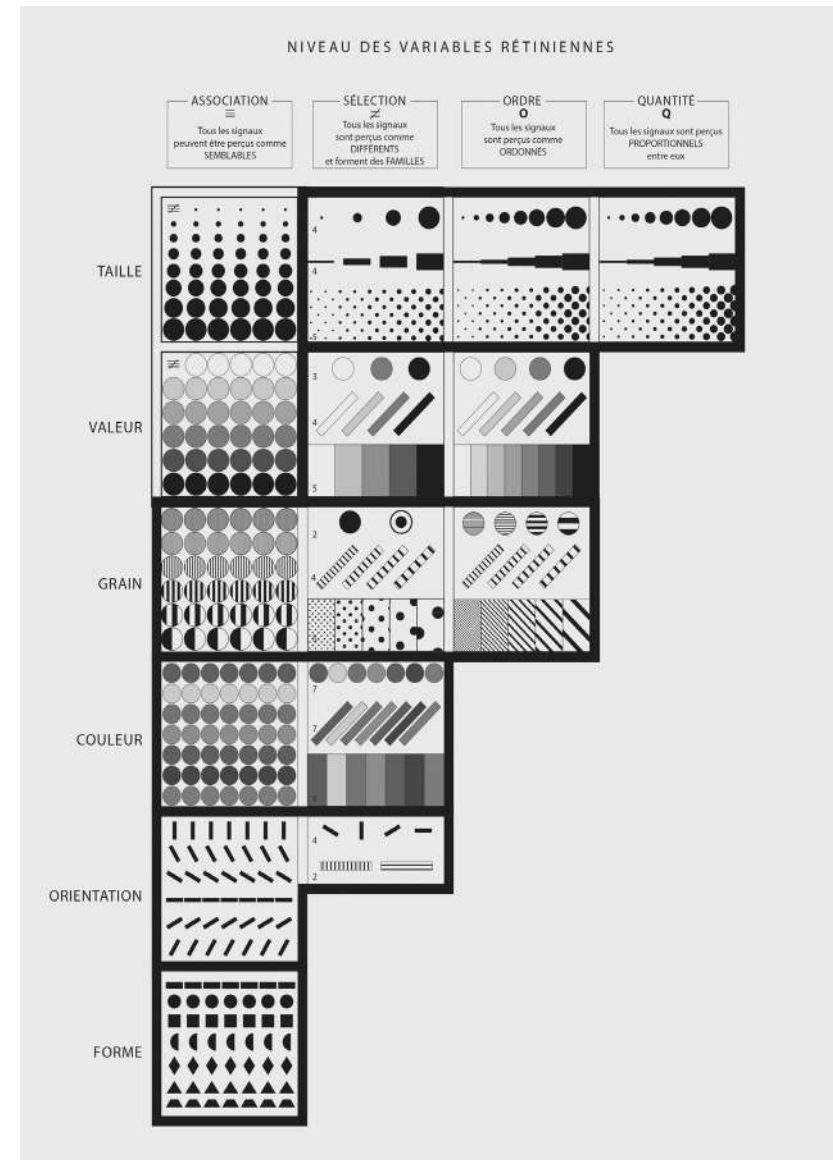 NIVEAU DES VARIABLES RÉTINIENNES
ASSOCIATION
≡
Tous les signaux
peuvent être perçus comme
SEMBLABLES
SÉLECTION
≠
Tous les signaux
sont perçus comme
DIFFÉRENTS
et forment des FAMILLES
ORDRE
O
Tous les signaux
sont perçus comme
ORDONNÉS
QUANTITÉ
Q
Tous les signaux sont perçus
PROPORTIONNELS
entre eux
TAILLE
≢
4
4
5
VALEUR
≢
3
4
5
GRAIN
2
4
COULEUR
7
7
ORIENTATION
4
2
FORME